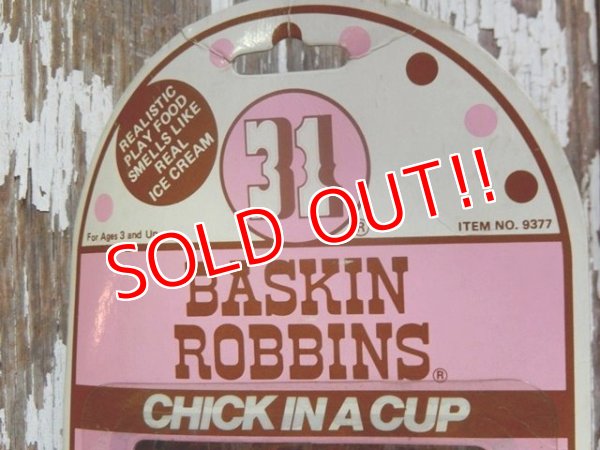 REALISTIC
PLAY FOOD
SMELLS LIKE
REAL
ICE CREAM
31
R
For Ages 3 and Up
ITEM NO. 9377
SOLD OUT!!
BASKIN
ROBBINS®
CHICK IN A CUP